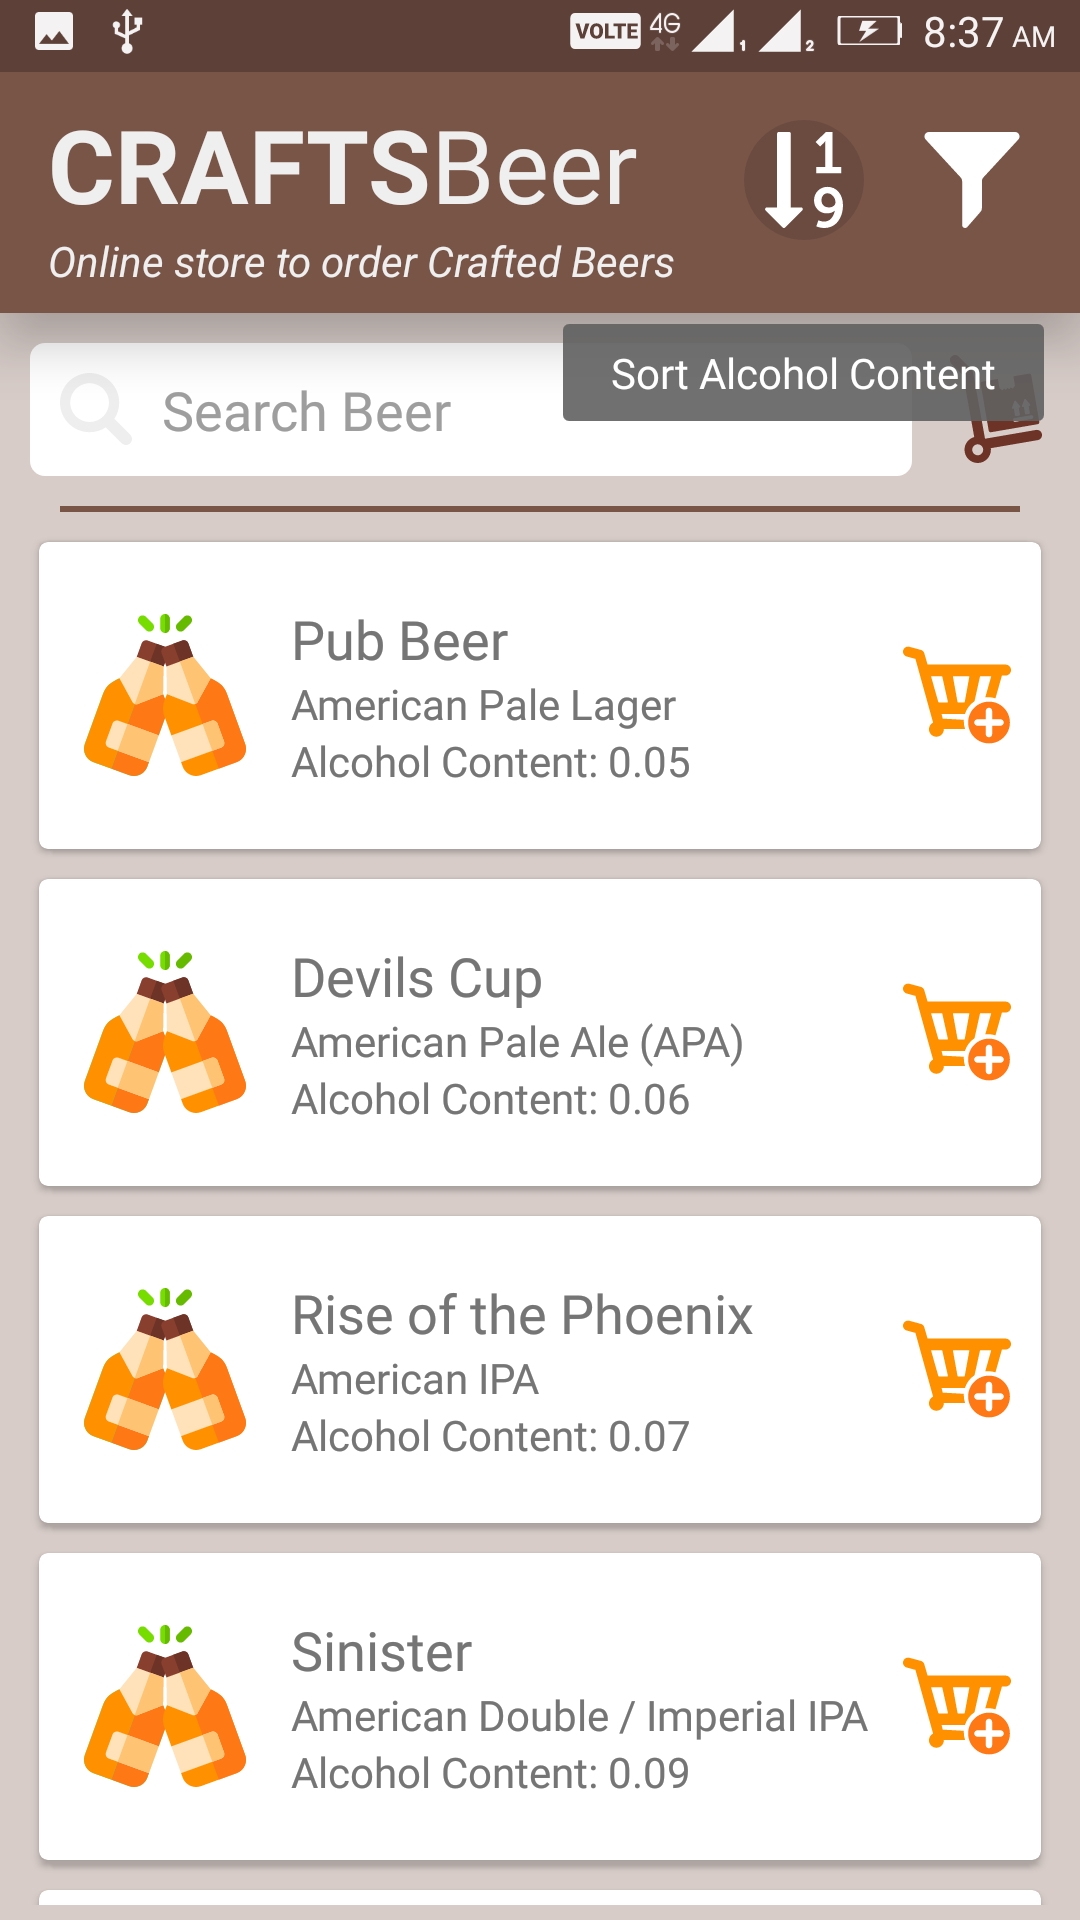 VOLTE 4G 1 2 8:37 AM
CRAFTSBeer
1
9
Online store to order Crafted Beers
Sort Alcohol Content
Search Beer
Pub Beer
American Pale Lager
Alcohol Content: 0.05
Devils Cup
American Pale Ale (APA)
Alcohol Content: 0.06
Rise of the Phoenix
American IPA
Alcohol Content: 0.07
Sinister
American Double / Imperial IPA
Alcohol Content: 0.09